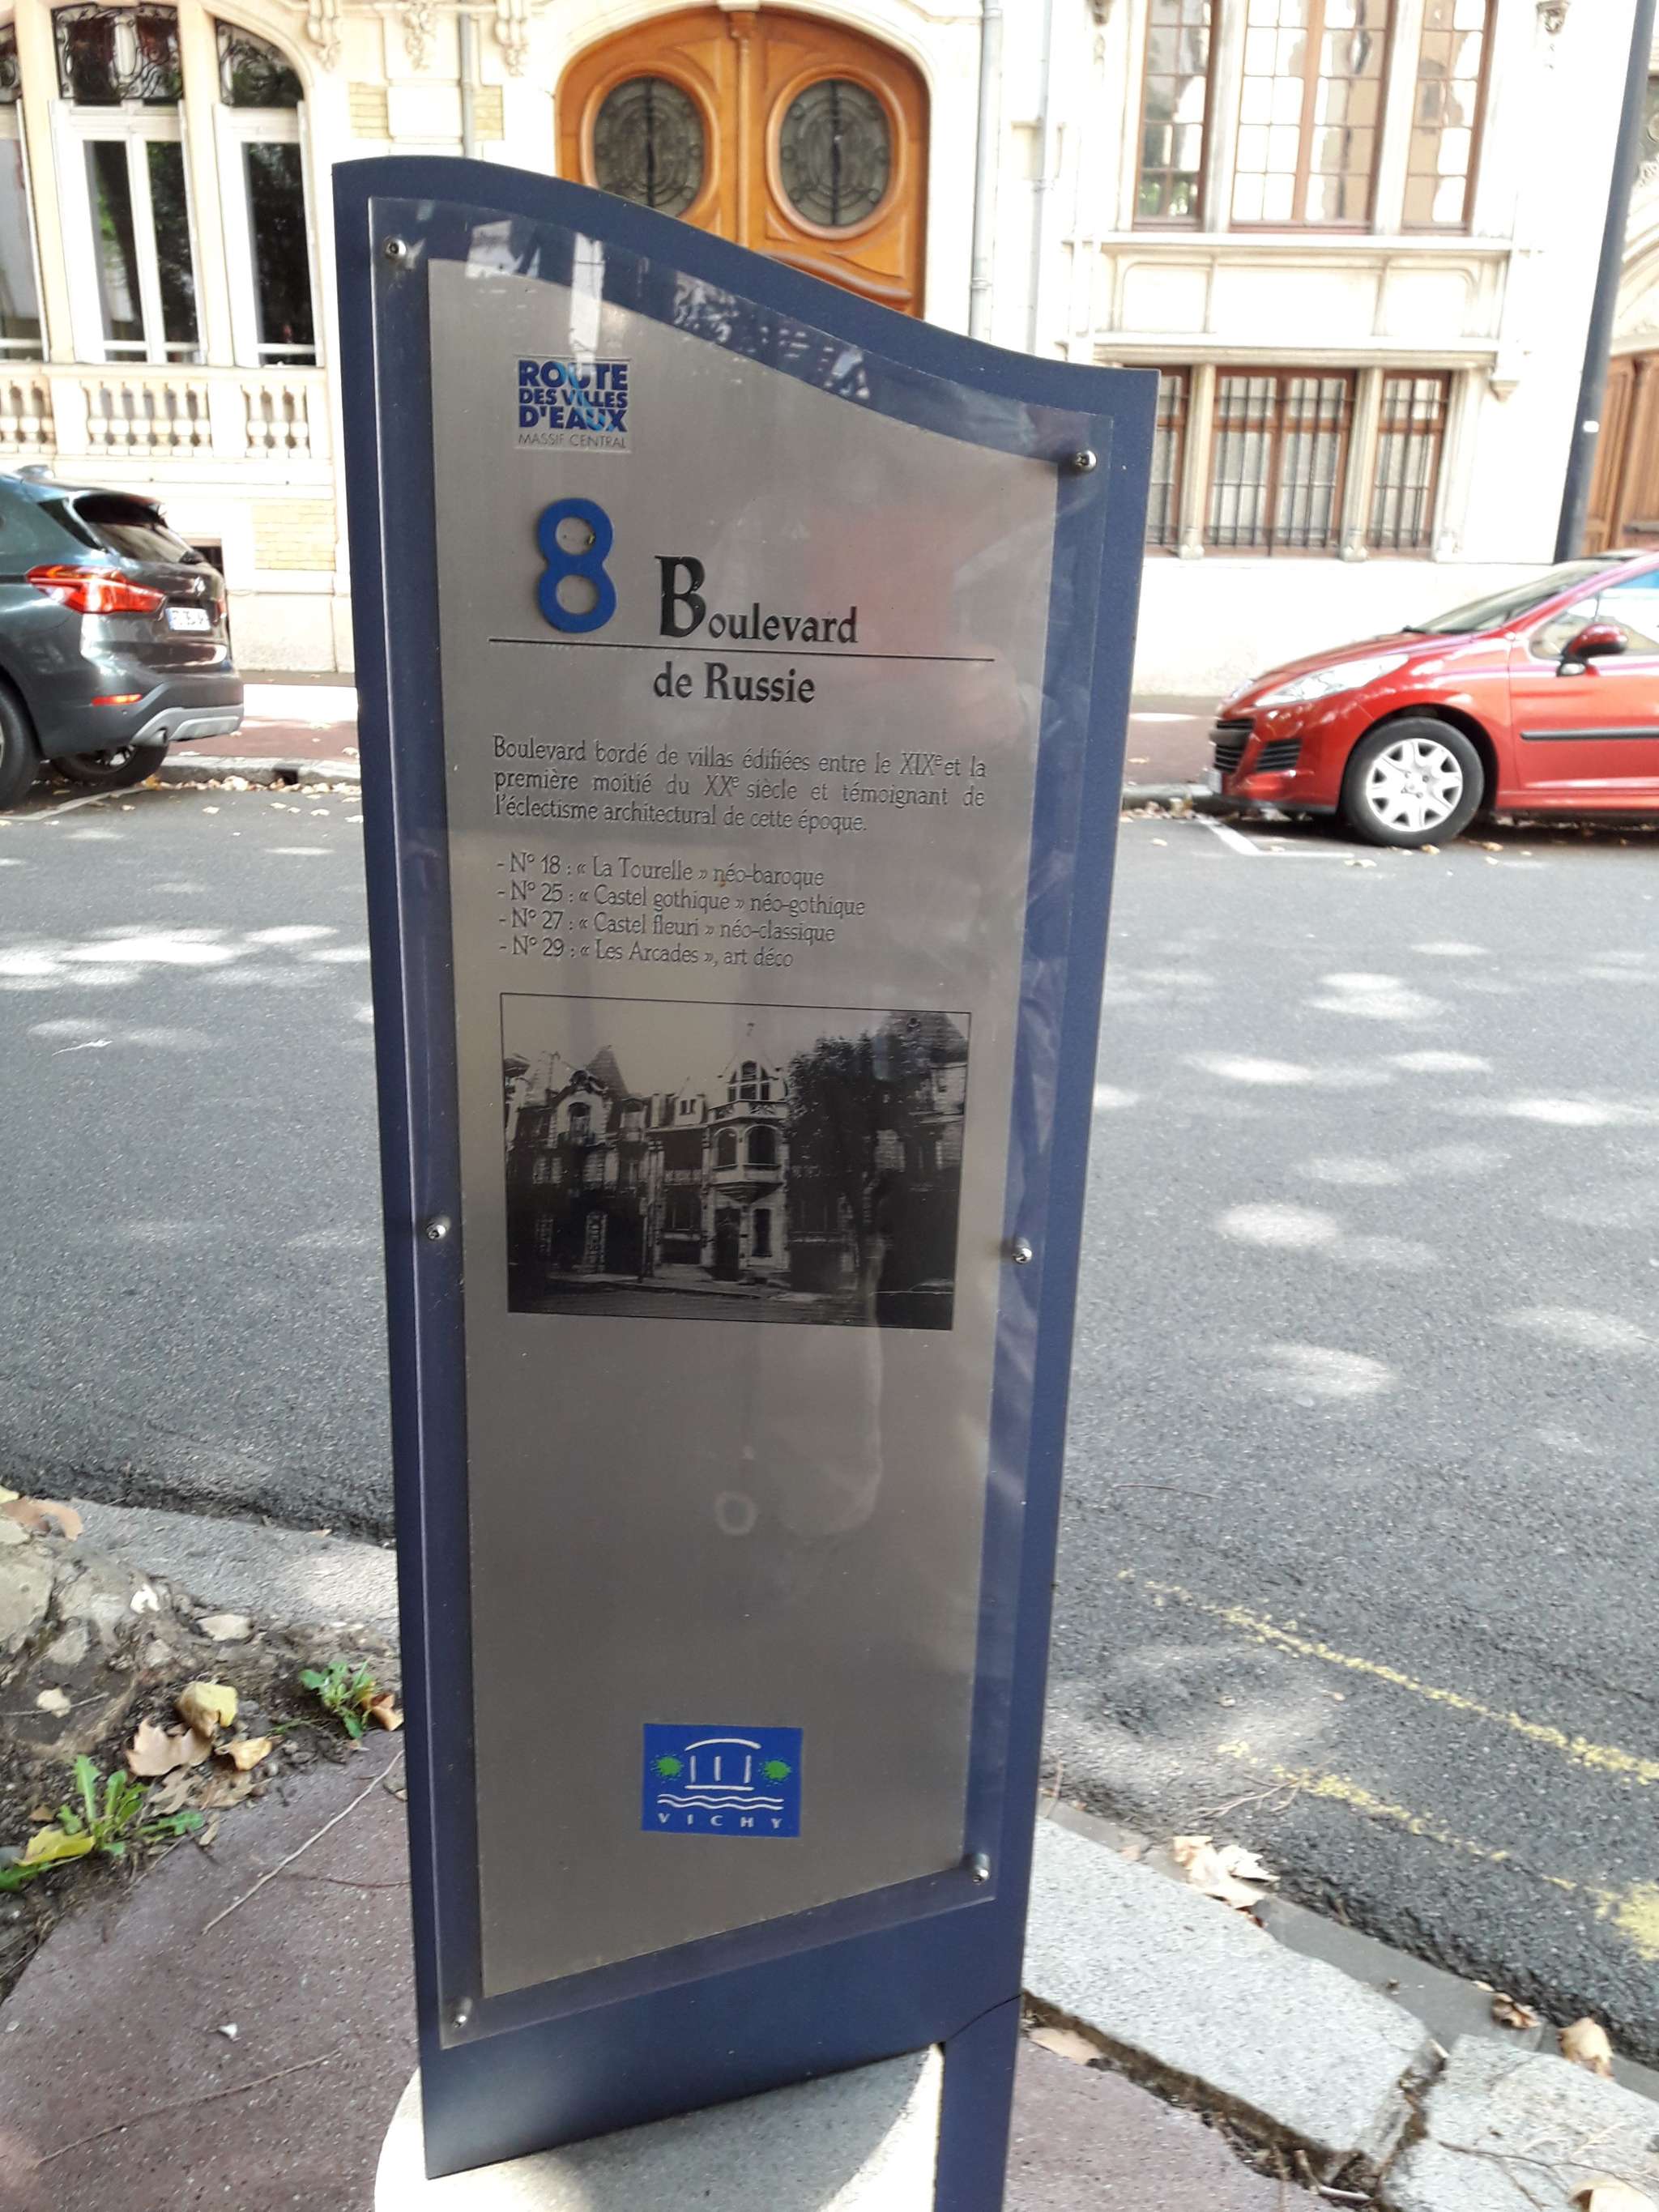 ROUTE
DES VILLES
D'EAUX
MASSIF CENTRAL
8 Boulevard
de Russie
Boulevard bordé de villas édifiées entre le XIXe et la
première moitié du XXe siècle et témoignant de
l'éclectisme architectural de cette époque.
- N° 18 : « La Tourelle » néo-baroque
- N° 25 : « Castel gothique » néo-gothique
- N° 27 : « Castel fleuri » néo-classique
- N° 29 : « Les Arcades », art déco
7
VICHY